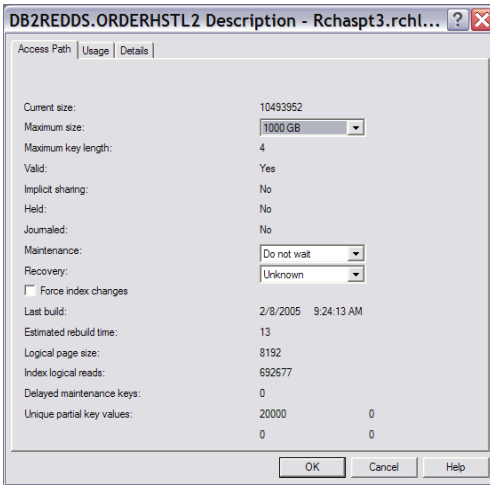 DB2REDDS.ORDERHSTL2 Description - Rchaspt3.rchl...
Access Path Usage Details
Current size: 10493952
Maximum size: 1000 GB
Maximum key length: 4
Valid: Yes
Implicit sharing: No
Held: No
Journaled: No
Maintenance: Do not wait
Recovery: Unknown
Force index changes
Last build: 2/8/2005 9:24:13 AM
Estimated rebuild time: 13
Logical page size: 8192
Index logical reads: 692677
Delayed maintenance keys: 0
Unique partial key values: 20000 0
0 0
OK Cancel Help